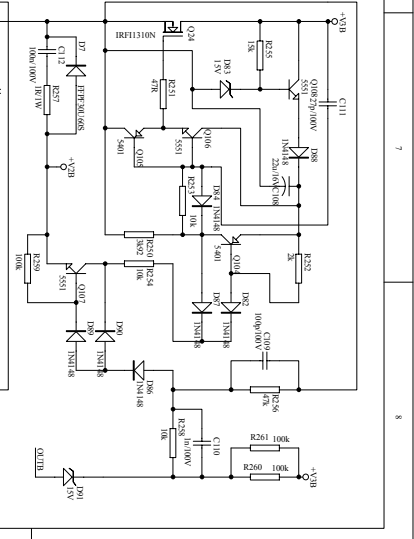 +V3B
IRFI1310N
Q24
D83
15V
R255
15k
Q108
5551
27p/100V
C111
D7
FFPF30U60S
C112
100n/100V
R257
1R/1W
R251
47R
D88
1N4148
22u/16V
C108
7
Q105
5401
Q106
5551
R253
10k
D84
1N4148
+V2B
R250
3k92
R254
10k
5401
Q104
R252
2k
R259
100k
Q107
5551
D87
1N4148
D82
1N4148
D89
1N4148
D90
1N4148
D86
1N4148
C109
100p/100V
R256
47k
8
R258
10k
C110
1n/100V
R261 100k
R260 100k
+V3B
OUTB
D91
15V